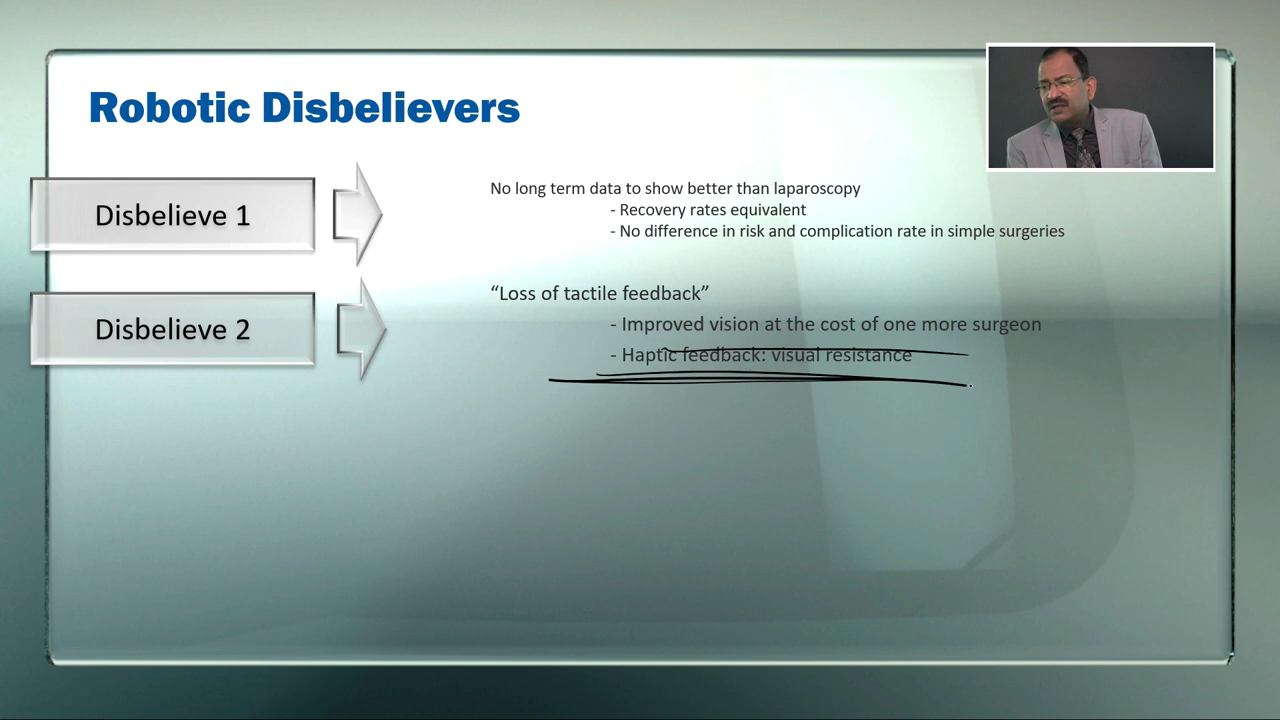 Robotic Disbelievers
Disbelieve 1
No long term data to show better than laparoscopy
- Recovery rates equivalent
- No difference in risk and complication rate in simple surgeries
Disbelieve 2
“Loss of tactile feedback”
- Improved vision at the cost of one more surgeon
- Haptic feedback: visual resistance